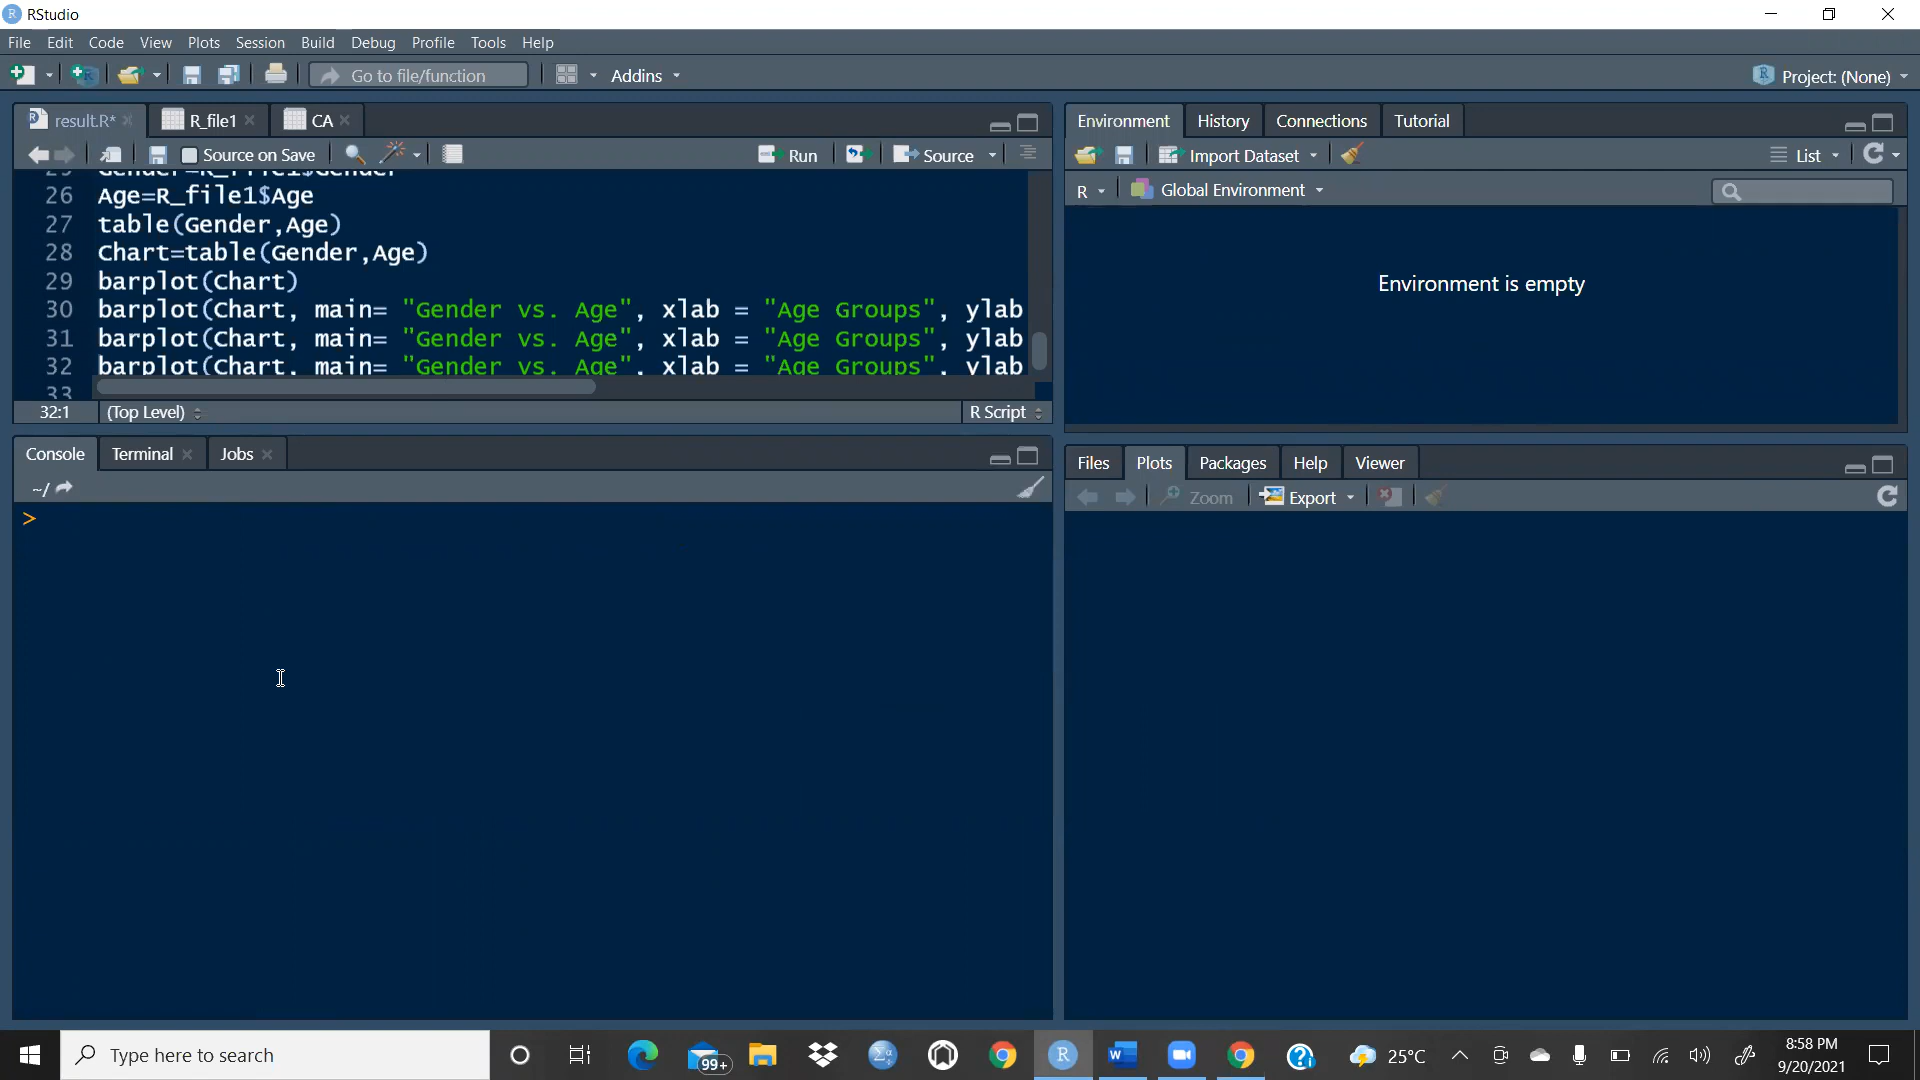 RStudio
File Edit Code View Plots Session Build Debug Profile Tools Help
Go to file/function Addins Project: (None)
result.R* R_file1 CA
Source on Save Run Source
25 Gender=R_file1$Gender
26 Age=R_file1$Age
27 table(Gender,Age)
28 Chart=table(Gender,Age)
29 barplot(Chart)
30 barplot(Chart, main= "Gender vs. Age", xlab = "Age Groups", ylab
31 barplot(Chart, main= "Gender vs. Age", xlab = "Age Groups", ylab
32 barplot(Chart, main= "Gender vs. Age", xlab = "Age Groups", ylab
33
32:1 (Top Level) R Script
Console Terminal Jobs
~/
>
Environment History Connections Tutorial
Import Dataset List
R Global Environment
Environment is empty
Files Plots Packages Help Viewer
Zoom Export
Type here to search
99+
25°C
8:58 PM
9/20/2021